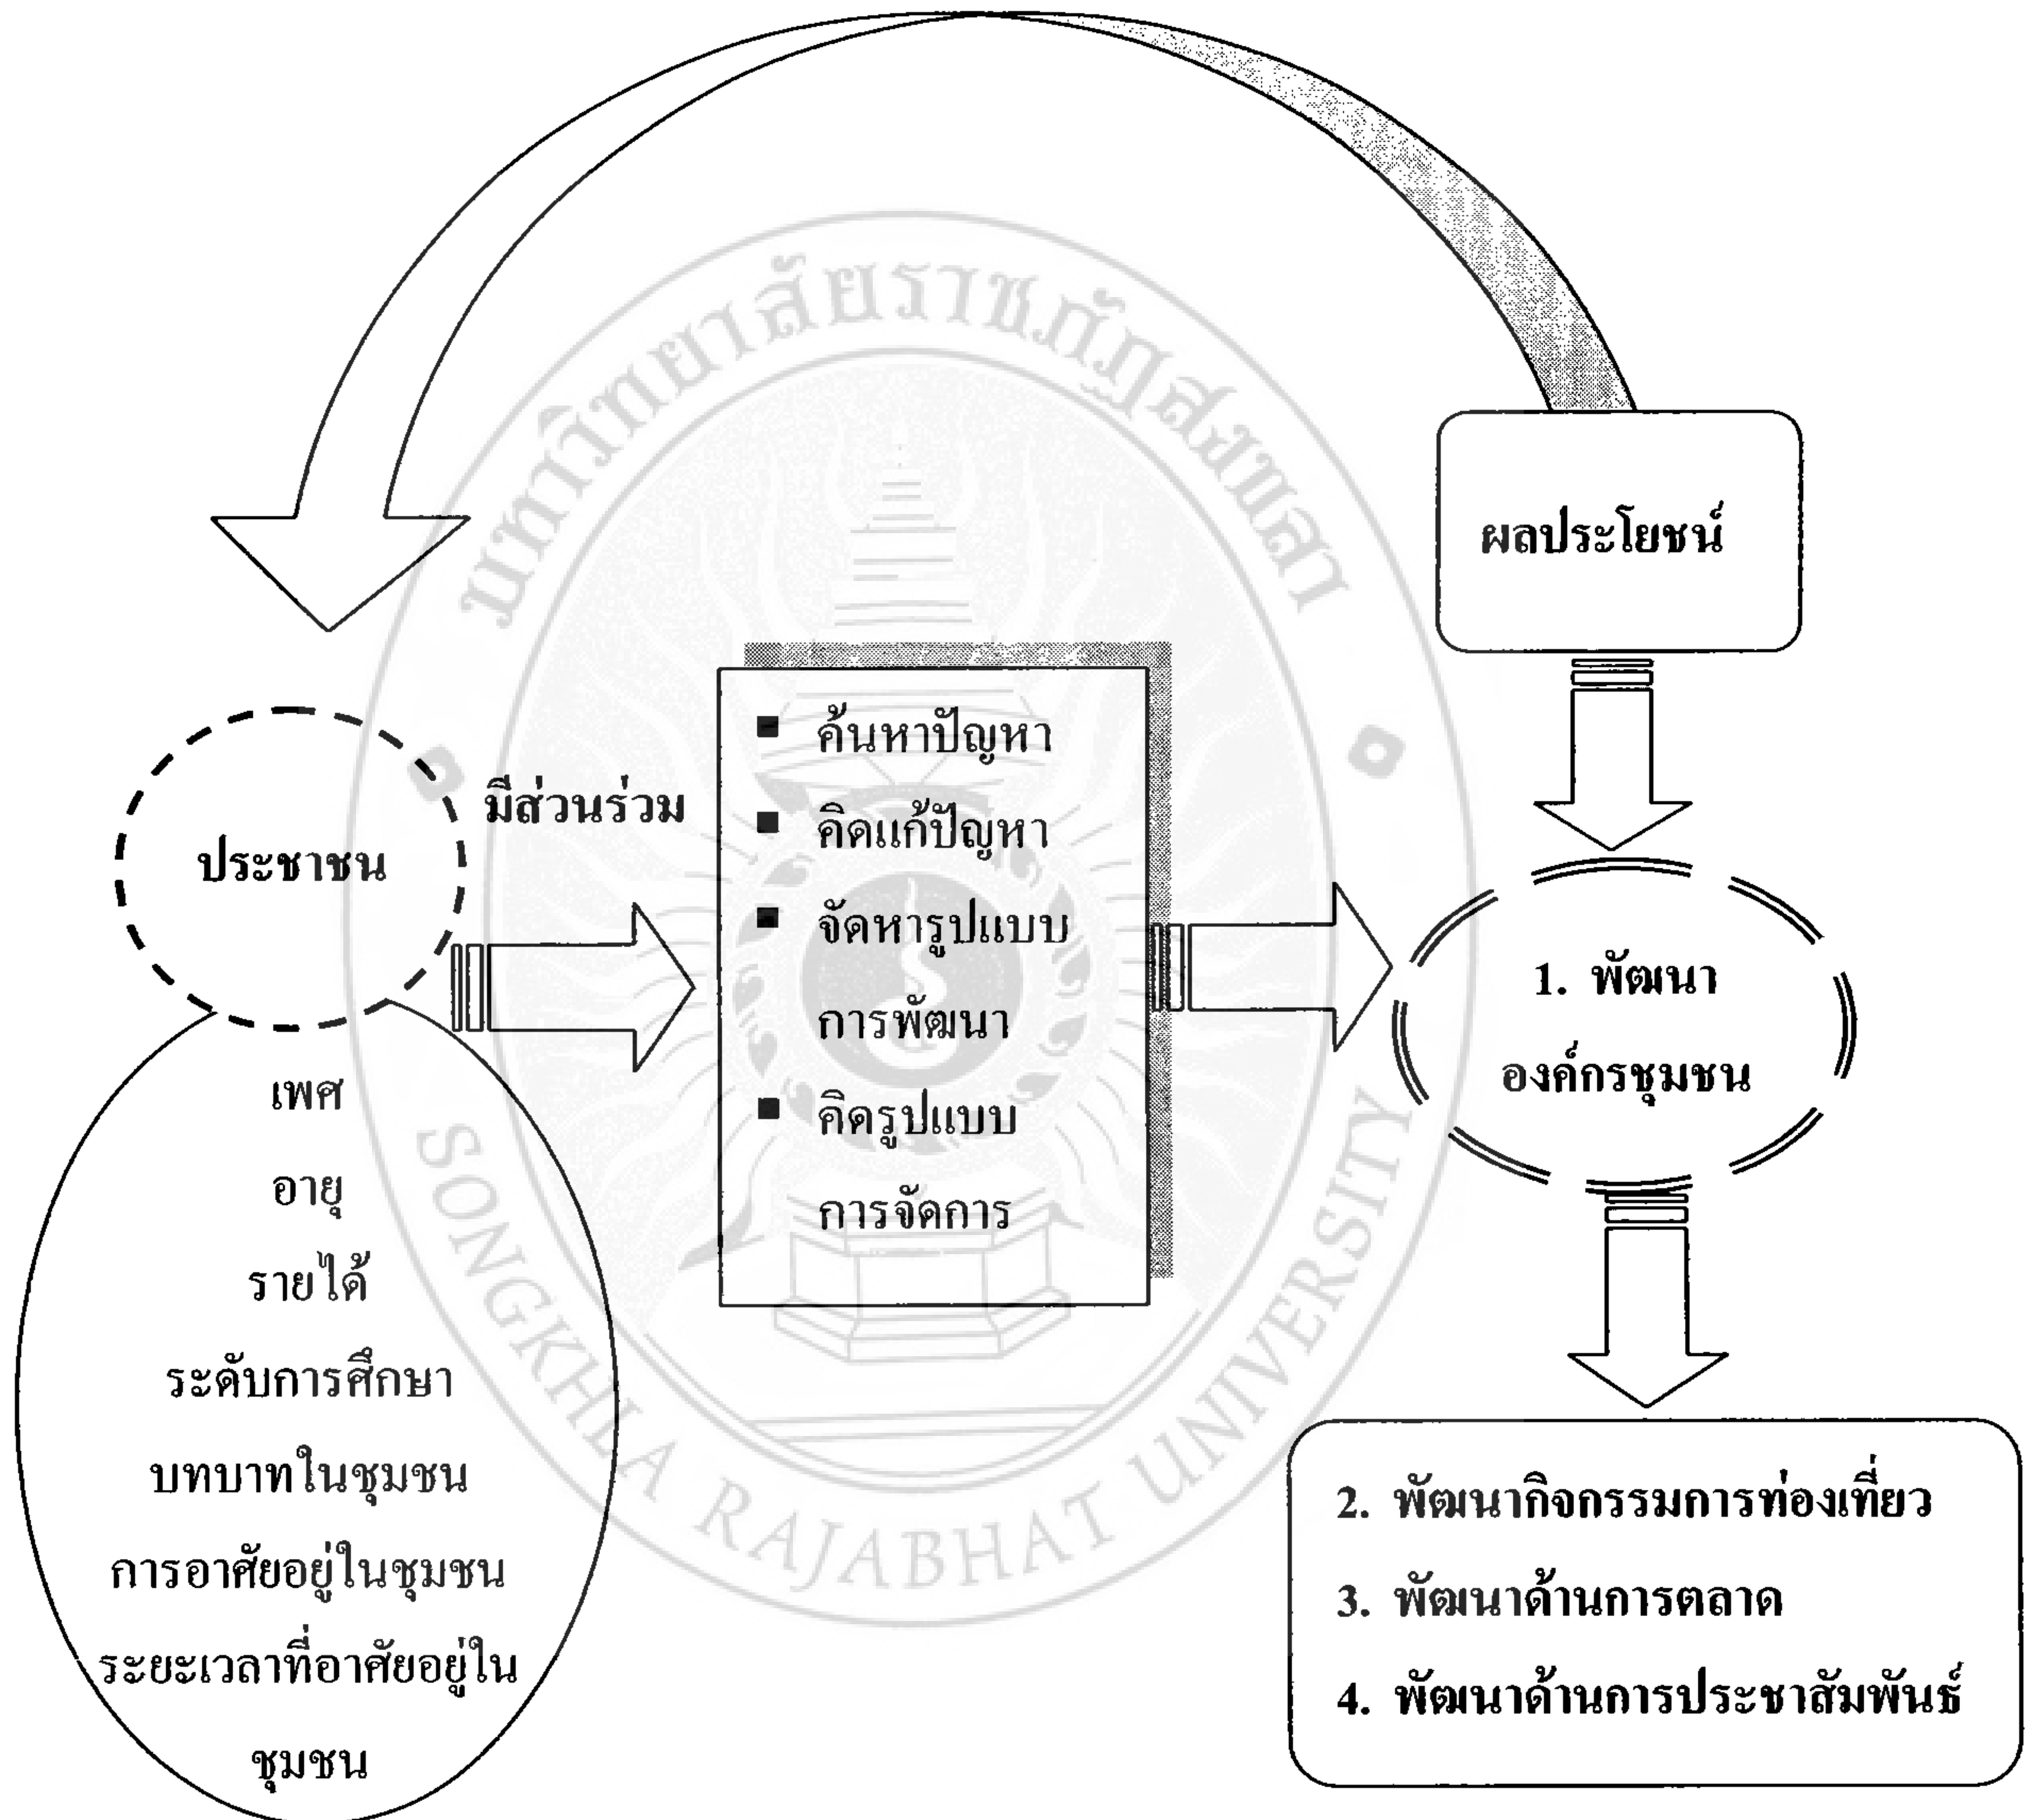 มหาวิทยาลัยราชภัฏสงขลา
ผลประโยชน์
ประชาชน
มีส่วนร่วม
■ ค้นหาปัญหา
■ คิดแก้ปัญหา
■ จัดหารูปแบบ
การพัฒนา
■ คิดรูปแบบ
การจัดการ
1. พัฒนา
องค์กรชุมชน
เพศ
อายุ
รายได้
ระดับการศึกษา
บทบาทในชุมชน
การอาศัยอยู่ในชุมชน
ระยะเวลาที่อาศัยอยู่ใน
ชุมชน
2. พัฒนากิจกรรมการท่องเที่ยว
3. พัฒนาด้านการตลาด
4. พัฒนาด้านการประชาสัมพันธ์
SONGKHLA RAJABHAT UNIVERSITY